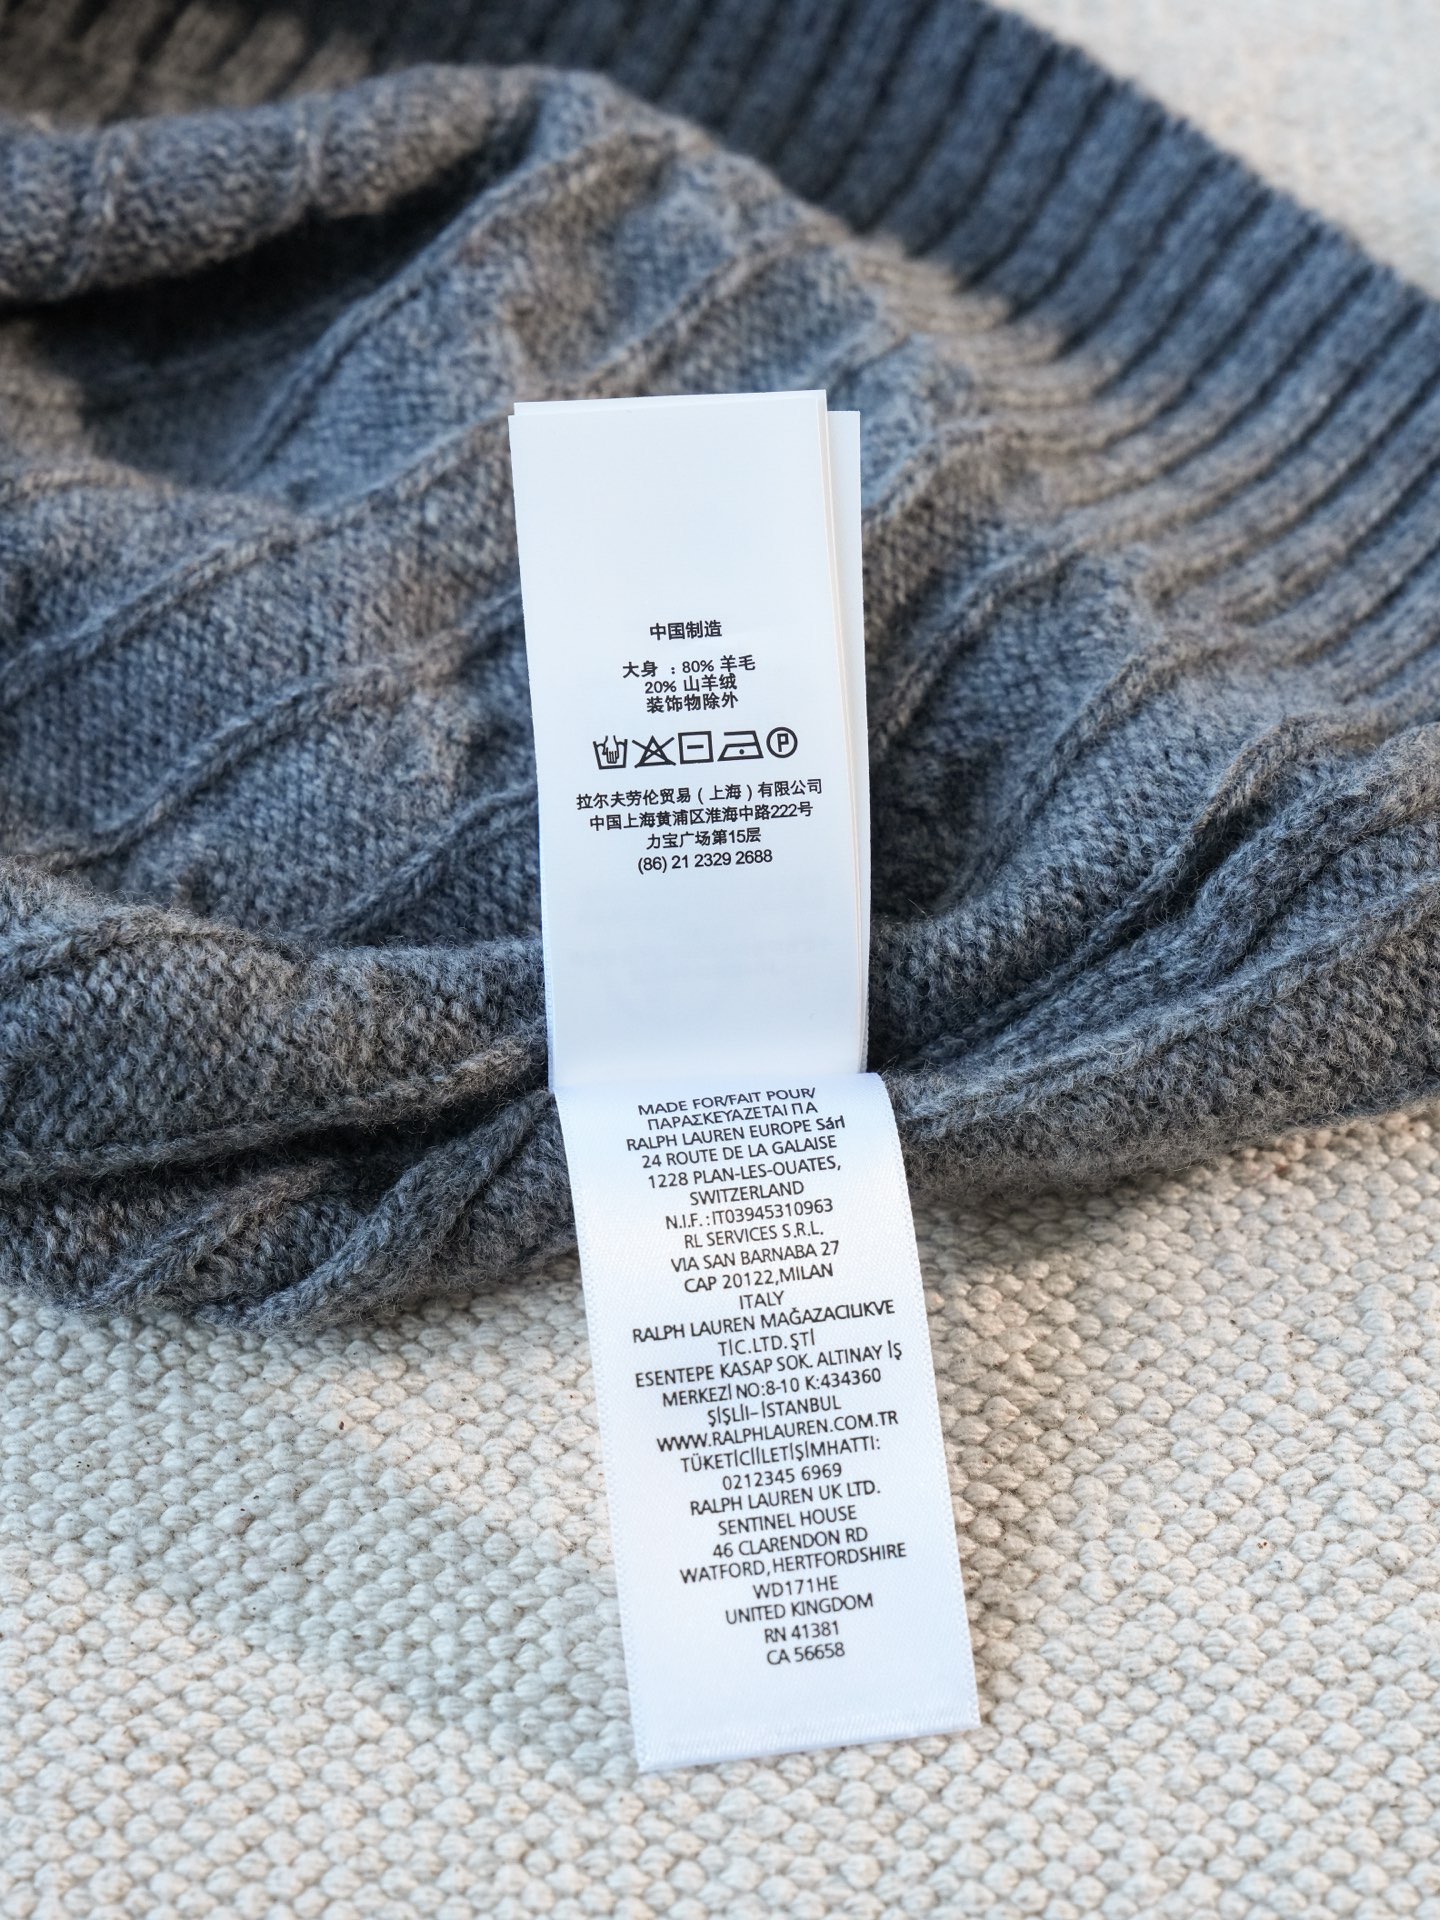 中国制造
大身 : 80% 羊毛
20% 山羊绒
装饰物除外
P
拉尔夫劳伦贸易(上海)有限公司
中国上海黄浦区淮海中路222号
力宝广场第15层
(86) 21 2329 2688
MADE FOR/FAIT POUR/
ΠΑΡΑΣΚΕΥΑΖΕΤΑΙ ΠΑ
RALPH LAUREN EUROPE Sárl
24 ROUTE DE LA GALAISE
1228 PLAN-LES-OUATES,
SWITZERLAND
N.I.F.:IT03945310963
RL SERVICES S.R.L.
VIA SAN BARNABA 27
CAP 20122,MILAN
ITALY
RALPH LAUREN MAĞAZACILIKVE
TİC.LTD.ŞTİ
ESENTEPE KASAP SOK. ALTINAY İŞ
MERKEZİ NO:8-10 K:434360
ŞİŞLİI-İSTANBUL
WWW.RALPHLAUREN.COM.TR
TÜKETİCİİLETİŞİMHATTI:
0212345 6969
RALPH LAUREN UK LTD.
SENTINEL HOUSE
46 CLARENDON RD
WATFORD,HERTFORDSHIRE
WD171HE
UNITED KINGDOM
RN 41381
CA 56658